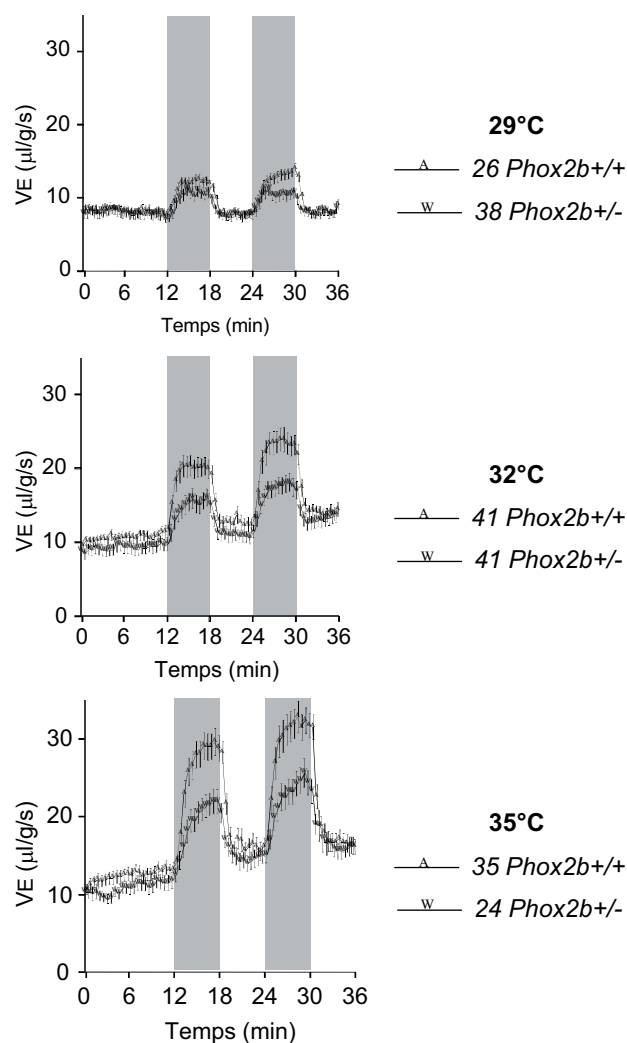 30
20
10
0
VE (µl/g/s)
0 6 12 18 24 30 36
Temps (min)
29°C
A 26 Phox2b+/+
W 38 Phox2b+/-
30
20
10
0
VE (µl/g/s)
0 6 12 18 24 30 36
Temps (min)
32°C
A 41 Phox2b+/+
W 41 Phox2b+/-
30
20
10
0
VE (µl/g/s)
0 6 12 18 24 30 36
Temps (min)
35°C
A 35 Phox2b+/+
W 24 Phox2b+/-